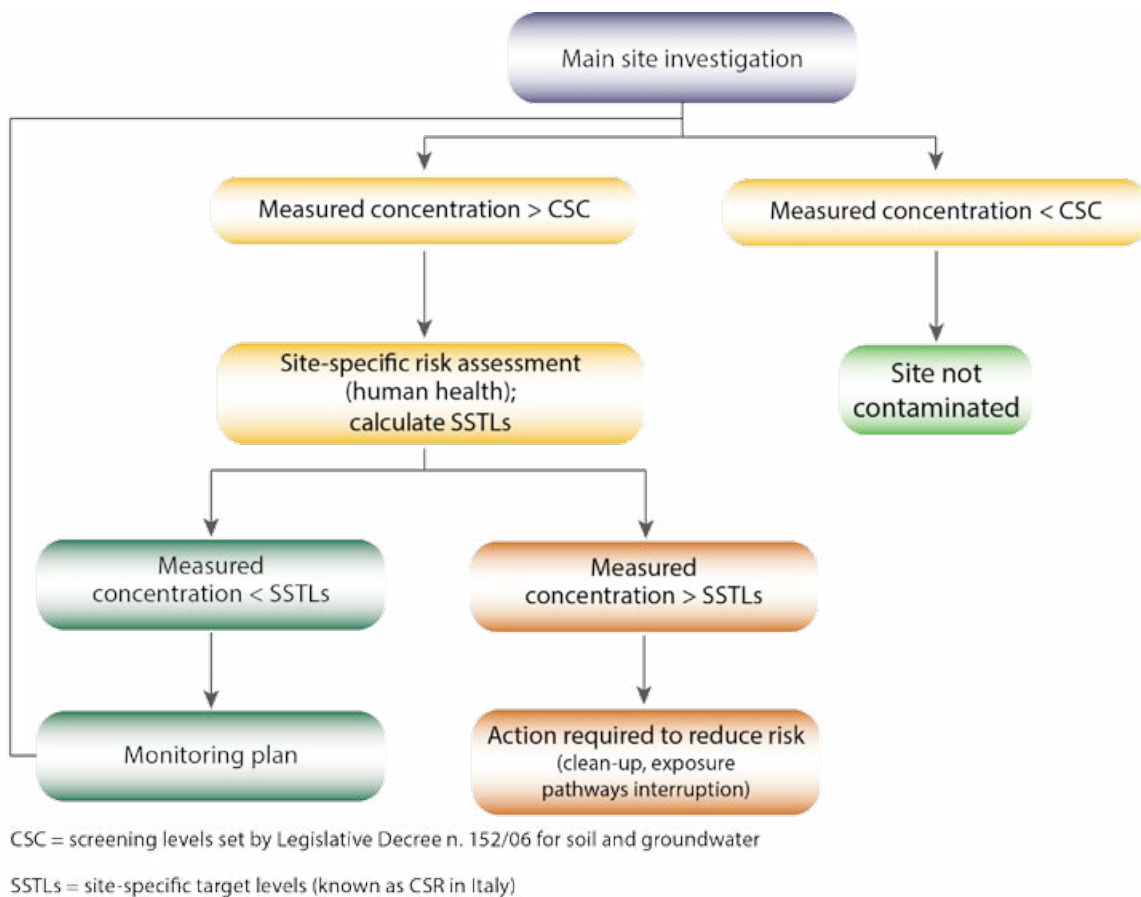 Main site investigation
Measured concentration > CSC
Measured concentration < CSC
Site-specific risk assessment
(human health);
calculate SSTLs
Site not
contaminated
Measured
concentration < SSTLs
Measured
concentration > SSTLs
Monitoring plan
Action required to reduce risk
(clean-up, exposure
pathways interruption)
CSC = screening levels set by Legislative Decree n. 152/06 for soil and groundwater
SSTLs = site-specific target levels (known as CSR in Italy)